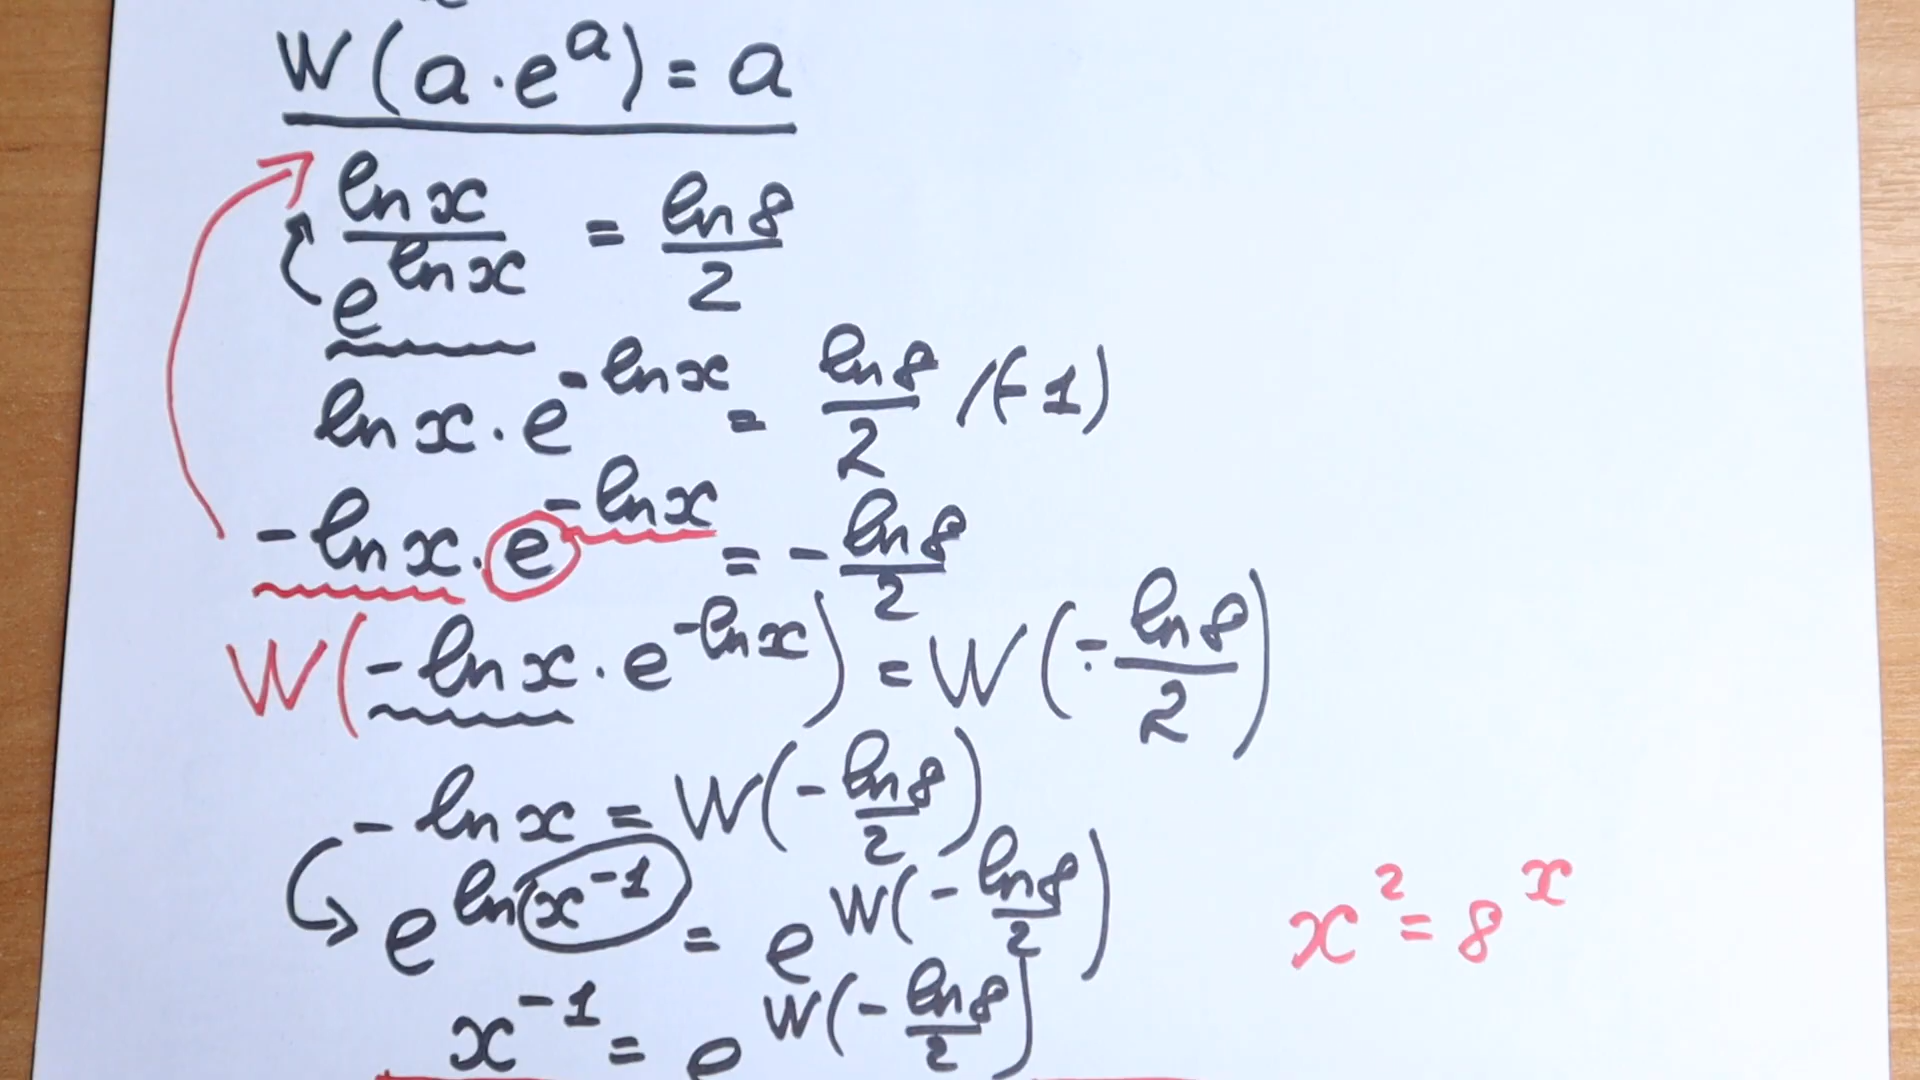 W(a·e^a) = a
ln x / e^(ln x) = ln 8 / 2
ln x · e^(-ln x) = ln 8 / 2 /(-1)
-ln x · e^(-ln x) = - ln 8 / 2
W(-ln x · e^(-ln x)) = W(- ln 8 / 2)
-ln x = W(- ln 8 / 2)
e^(ln(x^-1)) = e^(W(- ln 8 / 2))
x^-1 = e^(W(- ln 8 / 2))
x^2 = 8^x